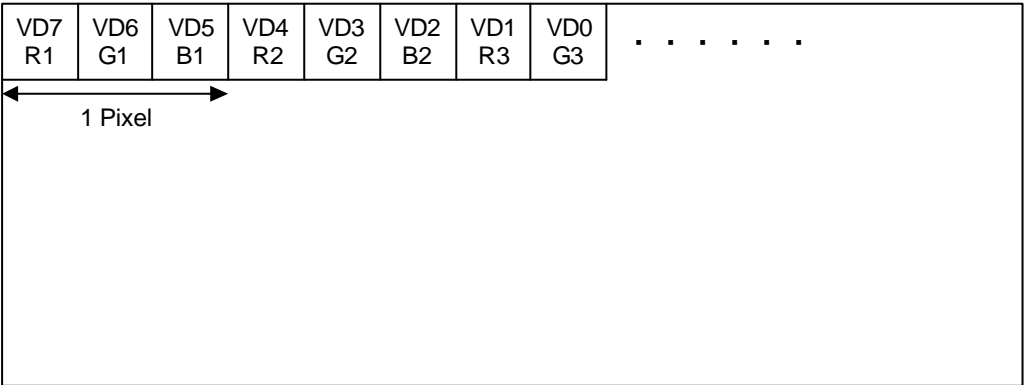 VD7 VD6 VD5 VD4 VD3 VD2 VD1 VD0 . . . . . .
R1 G1 B1 R2 G2 B2 R3 G3
1 Pixel